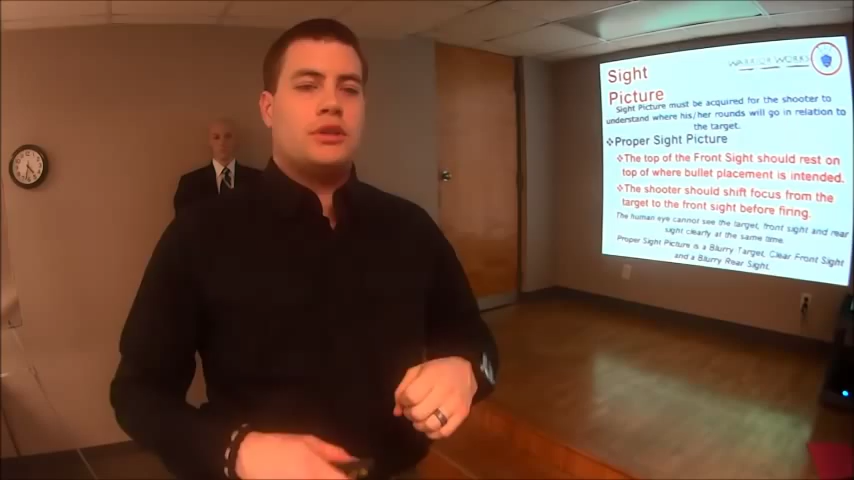 WARRIOR WORKS
Sight
Picture
Sight Picture must be acquired for the shooter to
understand where his/her rounds will go in relation to
the target.
❖Proper Sight Picture
❖The top of the Front Sight should rest on
top of where bullet placement is intended.
❖The shooter should shift focus from the
target to the front sight before firing.
The human eye cannot see the target, front sight and rear
sight clearly at the same time.
Proper Sight Picture is a Blurry Target, Clear Front Sight
and a Blurry Rear Sight.